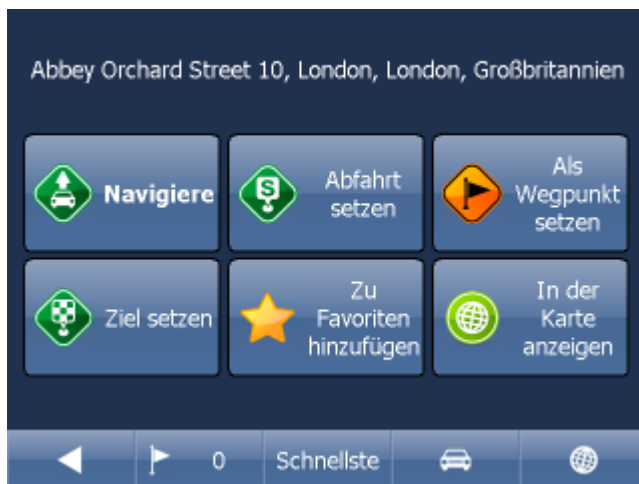 Abbey Orchard Street 10, London, London, Großbritannien
Navigiere
Abfahrt
setzen
Als
Wegpunkt
setzen
Ziel setzen
Zu
Favoriten
hinzufügen
In der
Karte
anzeigen
0
Schnellste